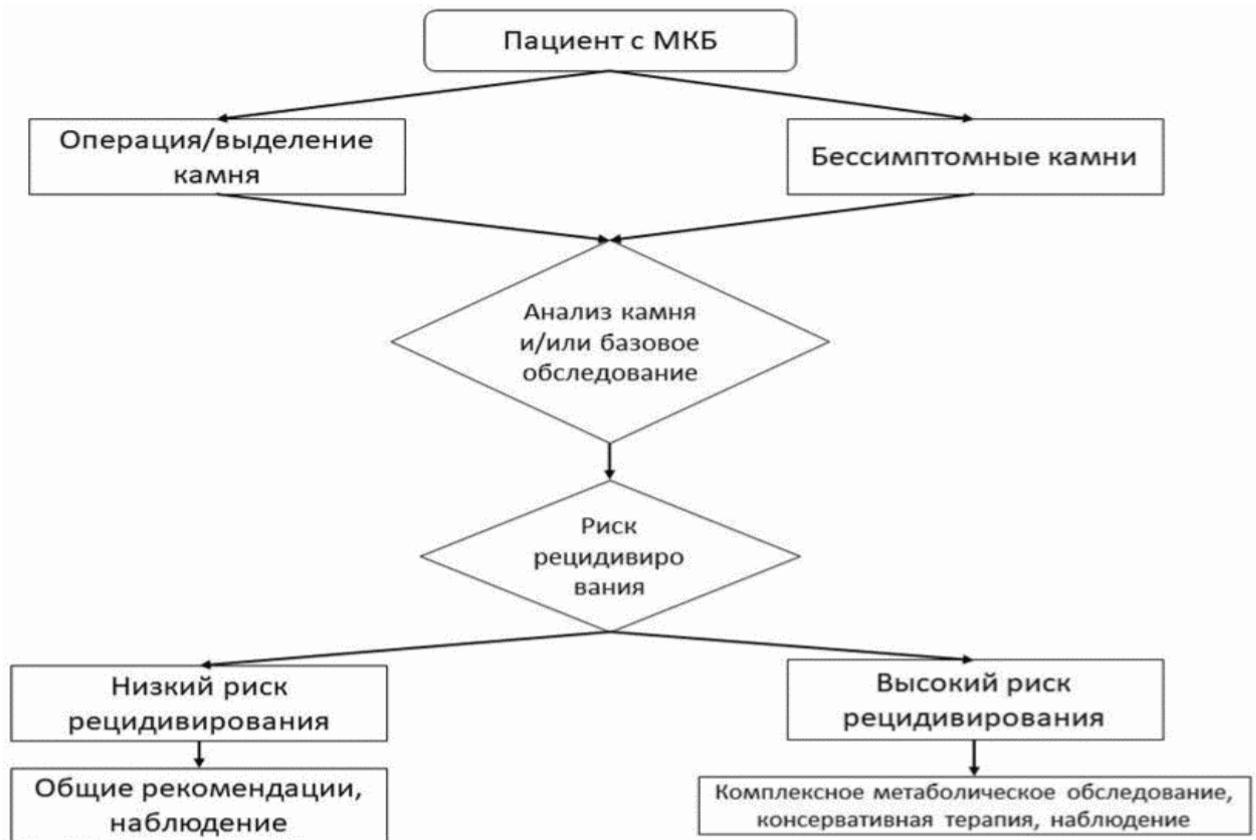 Пациент с МКБ
Операция/выделение
камня
Бессимптомные камни
Анализ камня
и/или базовое
обследование
Риск
рецидивиро
вания
Низкий риск
рецидивирования
Высокий риск
рецидивирования
Общие рекомендации,
наблюдение
Комплексное метаболическое обследование,
консервативная терапия, наблюдение